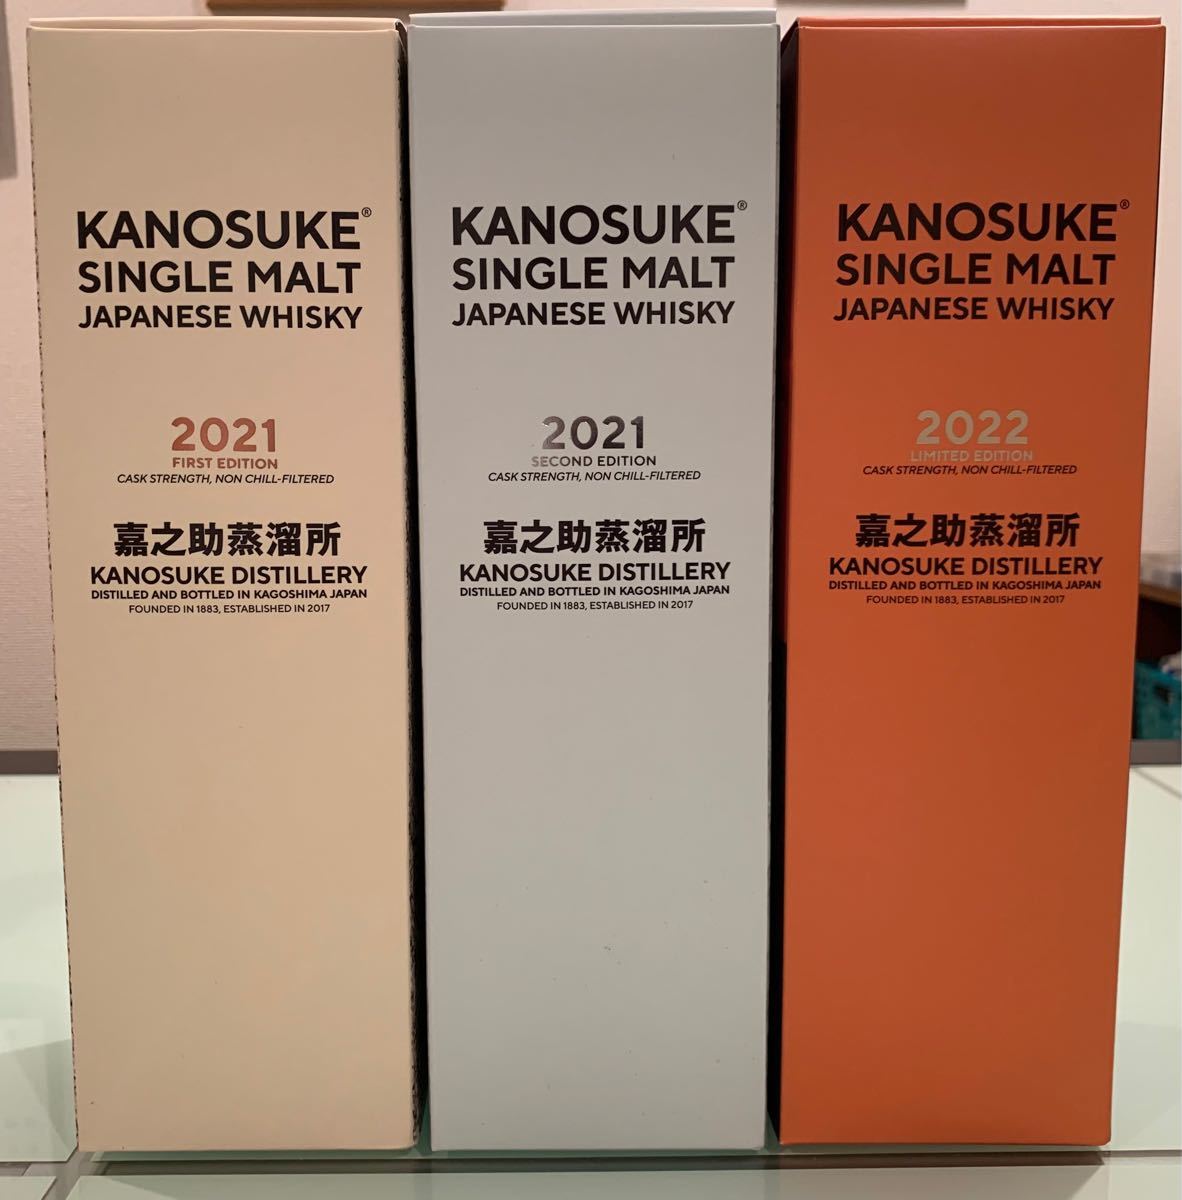 KANOSUKE®
SINGLE MALT
JAPANESE WHISKY
2021
FIRST EDITION
CASK STRENGTH, NON CHILL-FILTERED
嘉之助蒸溜所
KANOSUKE DISTILLERY
DISTILLED AND BOTTLED IN KAGOSHIMA JAPAN
FOUNDED IN 1883, ESTABLISHED IN 2017
KANOSUKE®
SINGLE MALT
JAPANESE WHISKY
2021
SECOND EDITION
CASK STRENGTH, NON CHILL-FILTERED
嘉之助蒸溜所
KANOSUKE DISTILLERY
DISTILLED AND BOTTLED IN KAGOSHIMA JAPAN
FOUNDED IN 1883, ESTABLISHED IN 2017
KANOSUKE®
SINGLE MALT
JAPANESE WHISKY
2022
LIMITED EDITION
CASK STRENGTH, NON CHILL-FILTERED
嘉之助蒸溜所
KANOSUKE DISTILLERY
DISTILLED AND BOTTLED IN KAGOSHIMA JAPAN
FOUNDED IN 1883, ESTABLISHED IN 2017